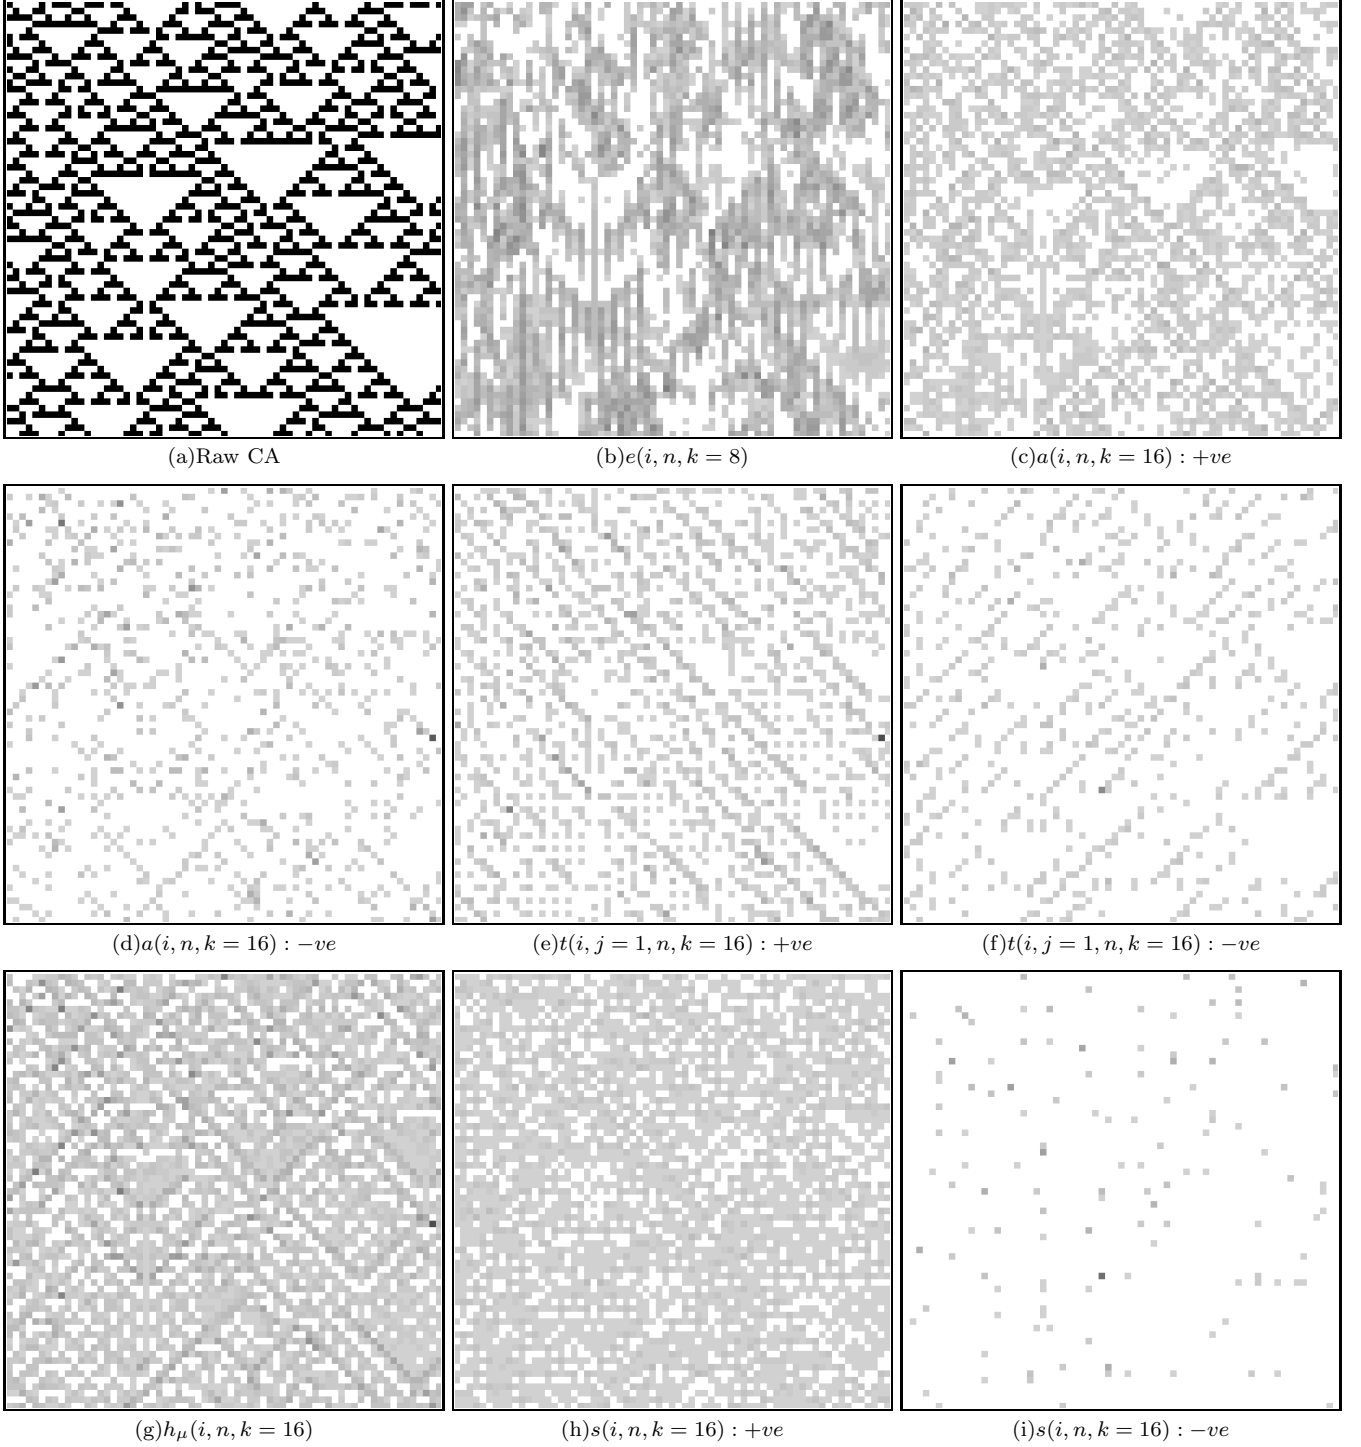 (a)Raw CA
(b)e(i, n, k = 8)
(c)a(i, n, k = 16) : +ve
(d)a(i, n, k = 16) : −ve
(e)t(i, j = 1, n, k = 16) : +ve
(f)t(i, j = 1, n, k = 16) : −ve
(g)hμ(i, n, k = 16)
(h)s(i, n, k = 16) : +ve
(i)s(i, n, k = 16) : −ve